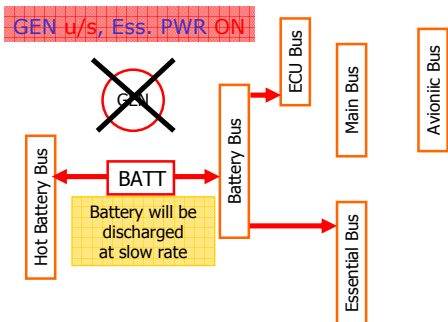 GEN u/s, Ess. PWR ON
GEN
ECU Bus
Main Bus
Avioniic Bus
Hot Battery Bus
BATT
Battery Bus
Battery will be
discharged
at slow rate
Essential Bus